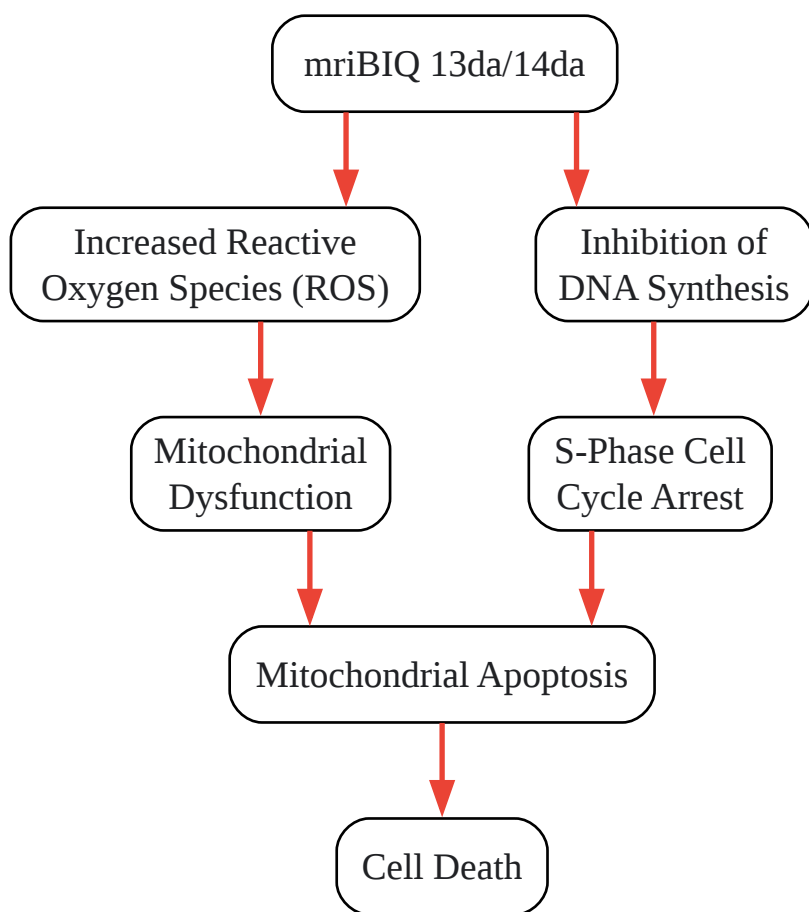 mriBIQ 13da/14da
Increased Reactive
Oxygen Species (ROS)
Inhibition of
DNA Synthesis
Mitochondrial
Dysfunction
S-Phase Cell
Cycle Arrest
Mitochondrial Apoptosis
Cell Death